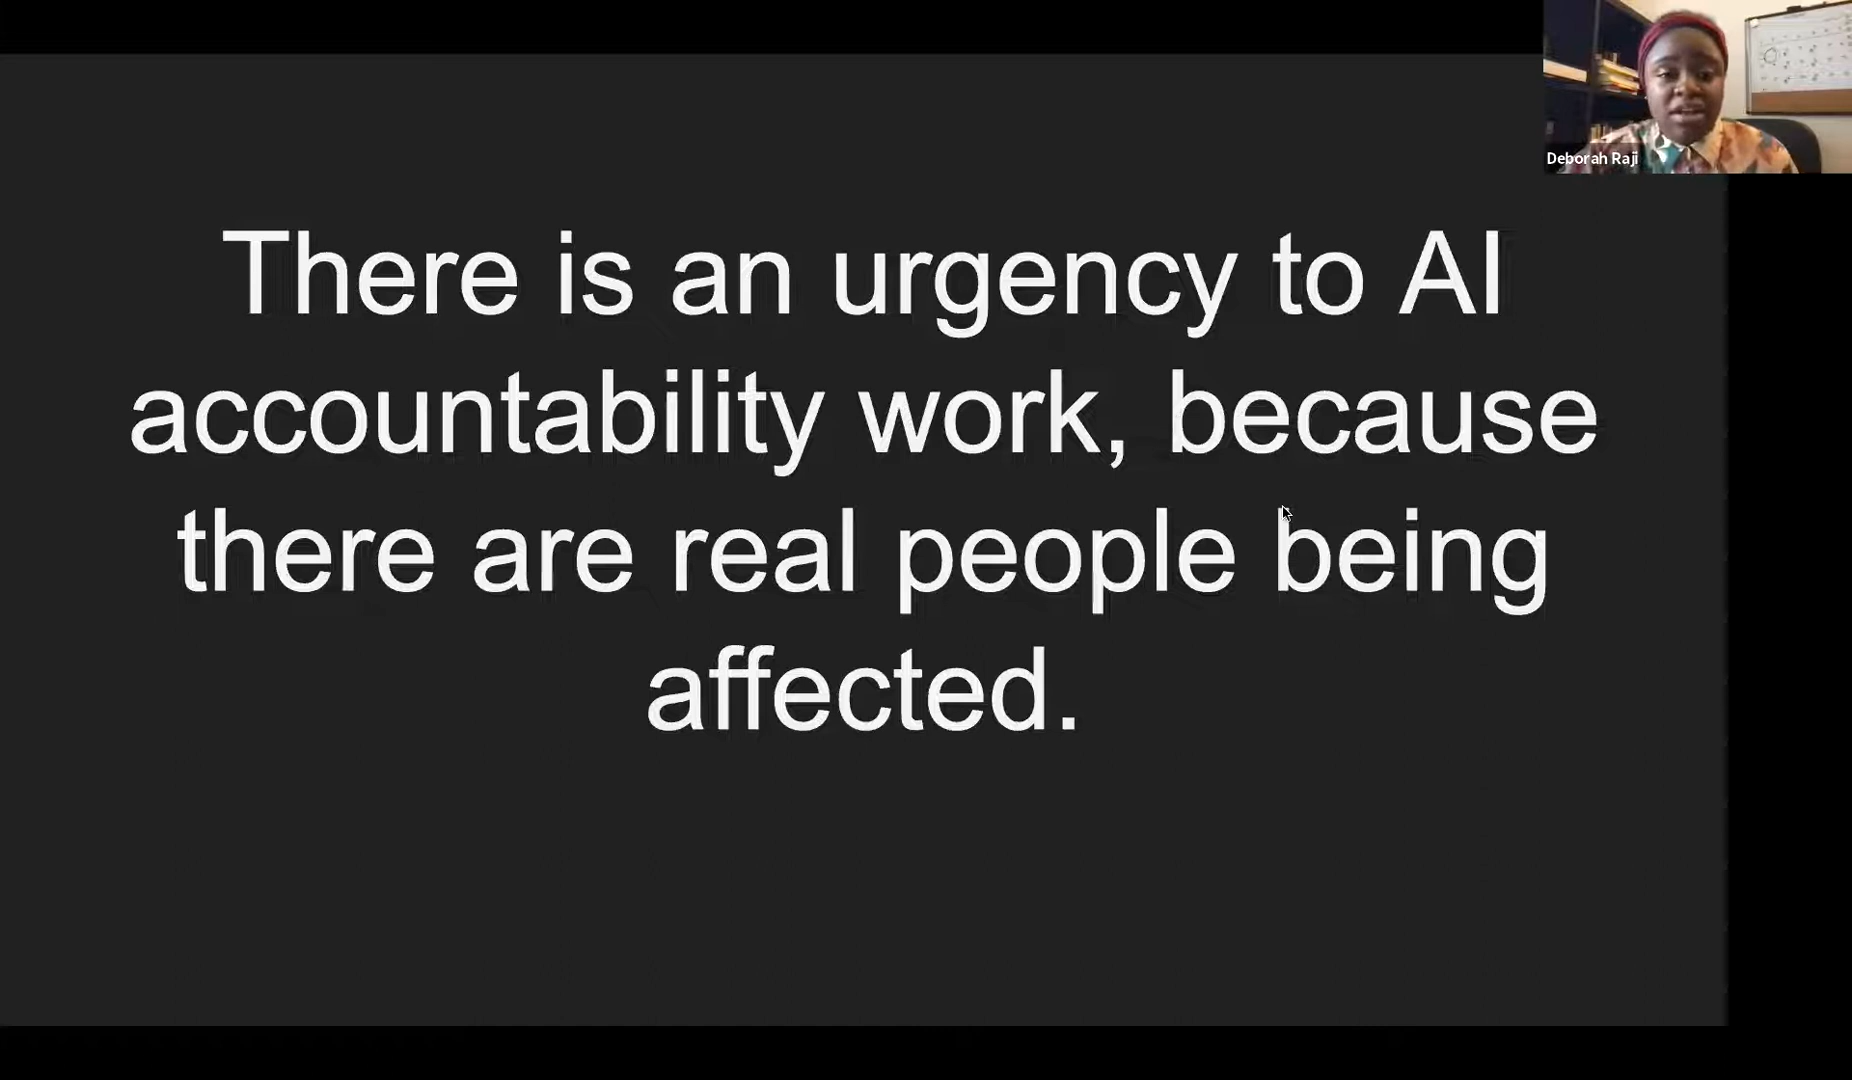 There is an urgency to AI
accountability work, because
there are real people being
affected.
Deborah Raji